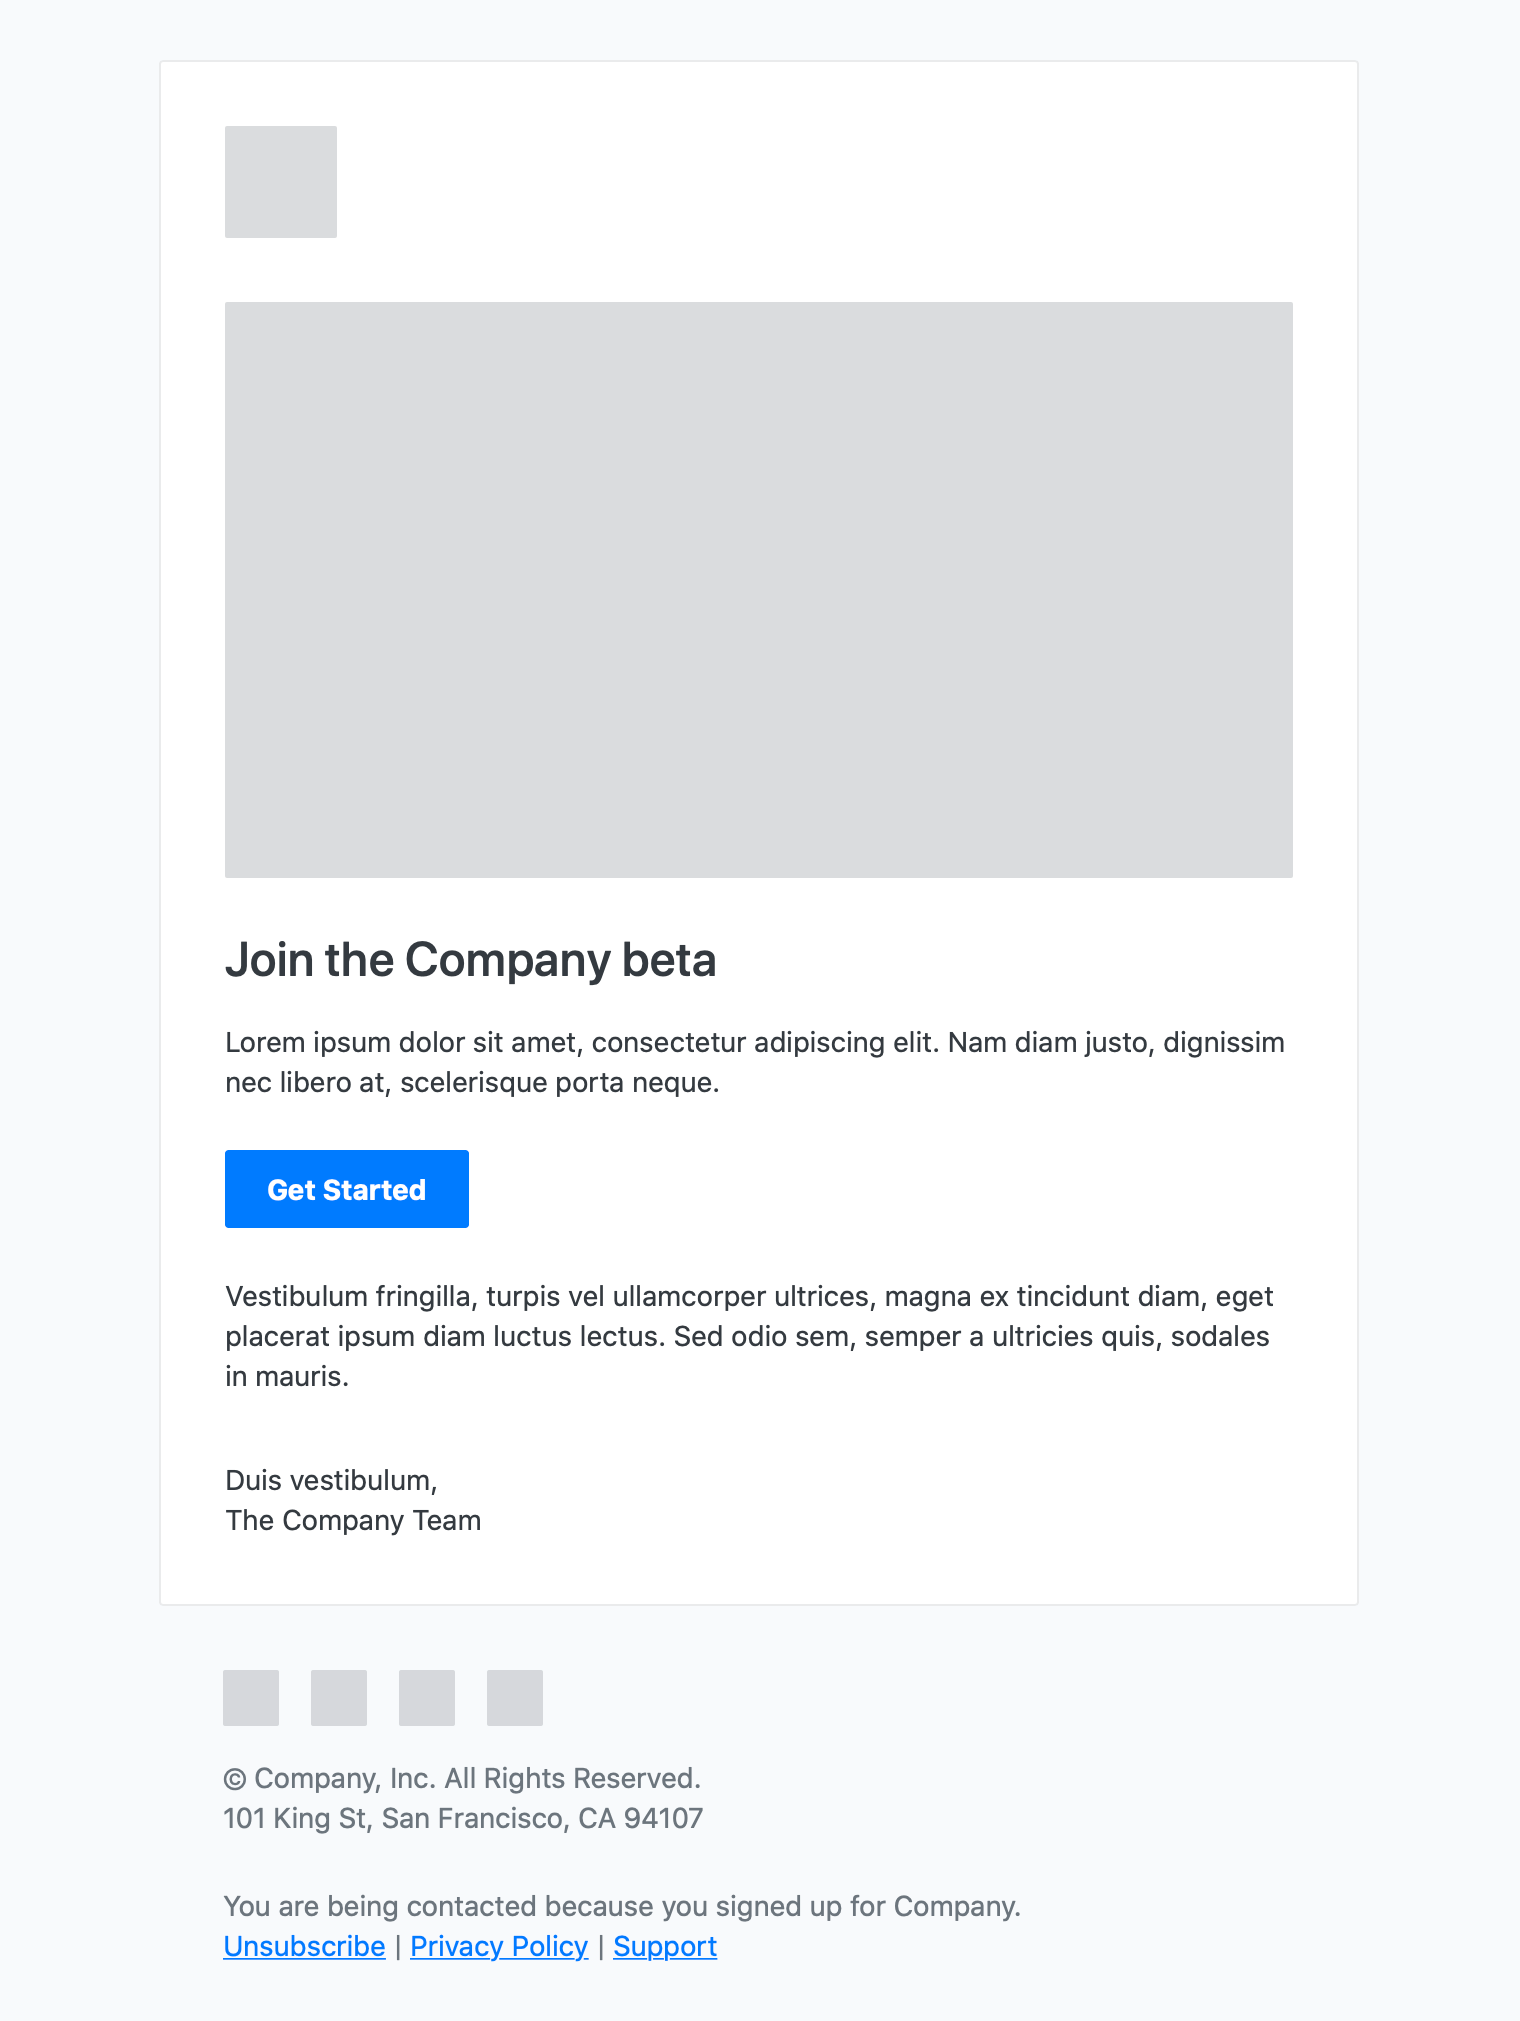 Join the Company beta
Lorem ipsum dolor sit amet, consectetur adipiscing elit. Nam diam justo, dignissim
nec libero at, scelerisque porta neque.
Get Started
Vestibulum fringilla, turpis vel ullamcorper ultrices, magna ex tincidunt diam, eget
placerat ipsum diam luctus lectus. Sed odio sem, semper a ultricies quis, sodales
in mauris.
Duis vestibulum,
The Company Team
© Company, Inc. All Rights Reserved.
101 King St, San Francisco, CA 94107
You are being contacted because you signed up for Company.
Unsubscribe | Privacy Policy | Support